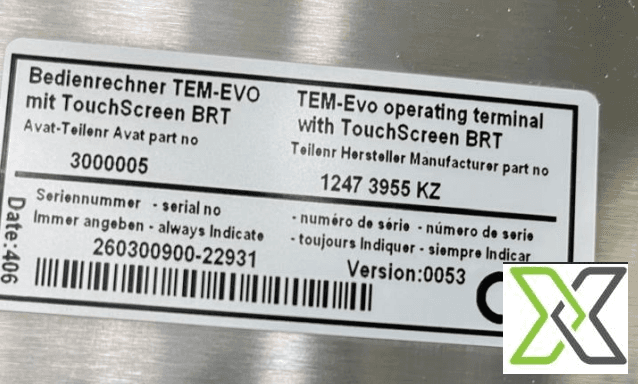 Bedienrechner TEM-EVO
mit TouchScreen BRT
Avat-Teilenr Avat part no
3000005
TEM-Evo operating terminal
with TouchScreen BRT
Teilenr Hersteller Manufacturer part no
1247 3955 KZ
Seriennummer - serial no
Immer angeben - always Indicate
260300900-22931
- numéro de série - número de serie
- toujours Indiquer - siempre Indicar
Version:0053
Date:406